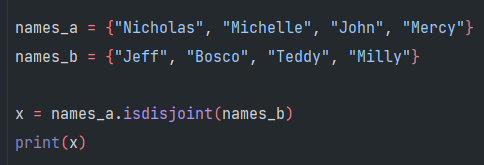 names_a = {"Nicholas", "Michelle", "John", "Mercy"}
names_b = {"Jeff", "Bosco", "Teddy", "Milly"}
x = names_a.isdisjoint(names_b)
print(x)